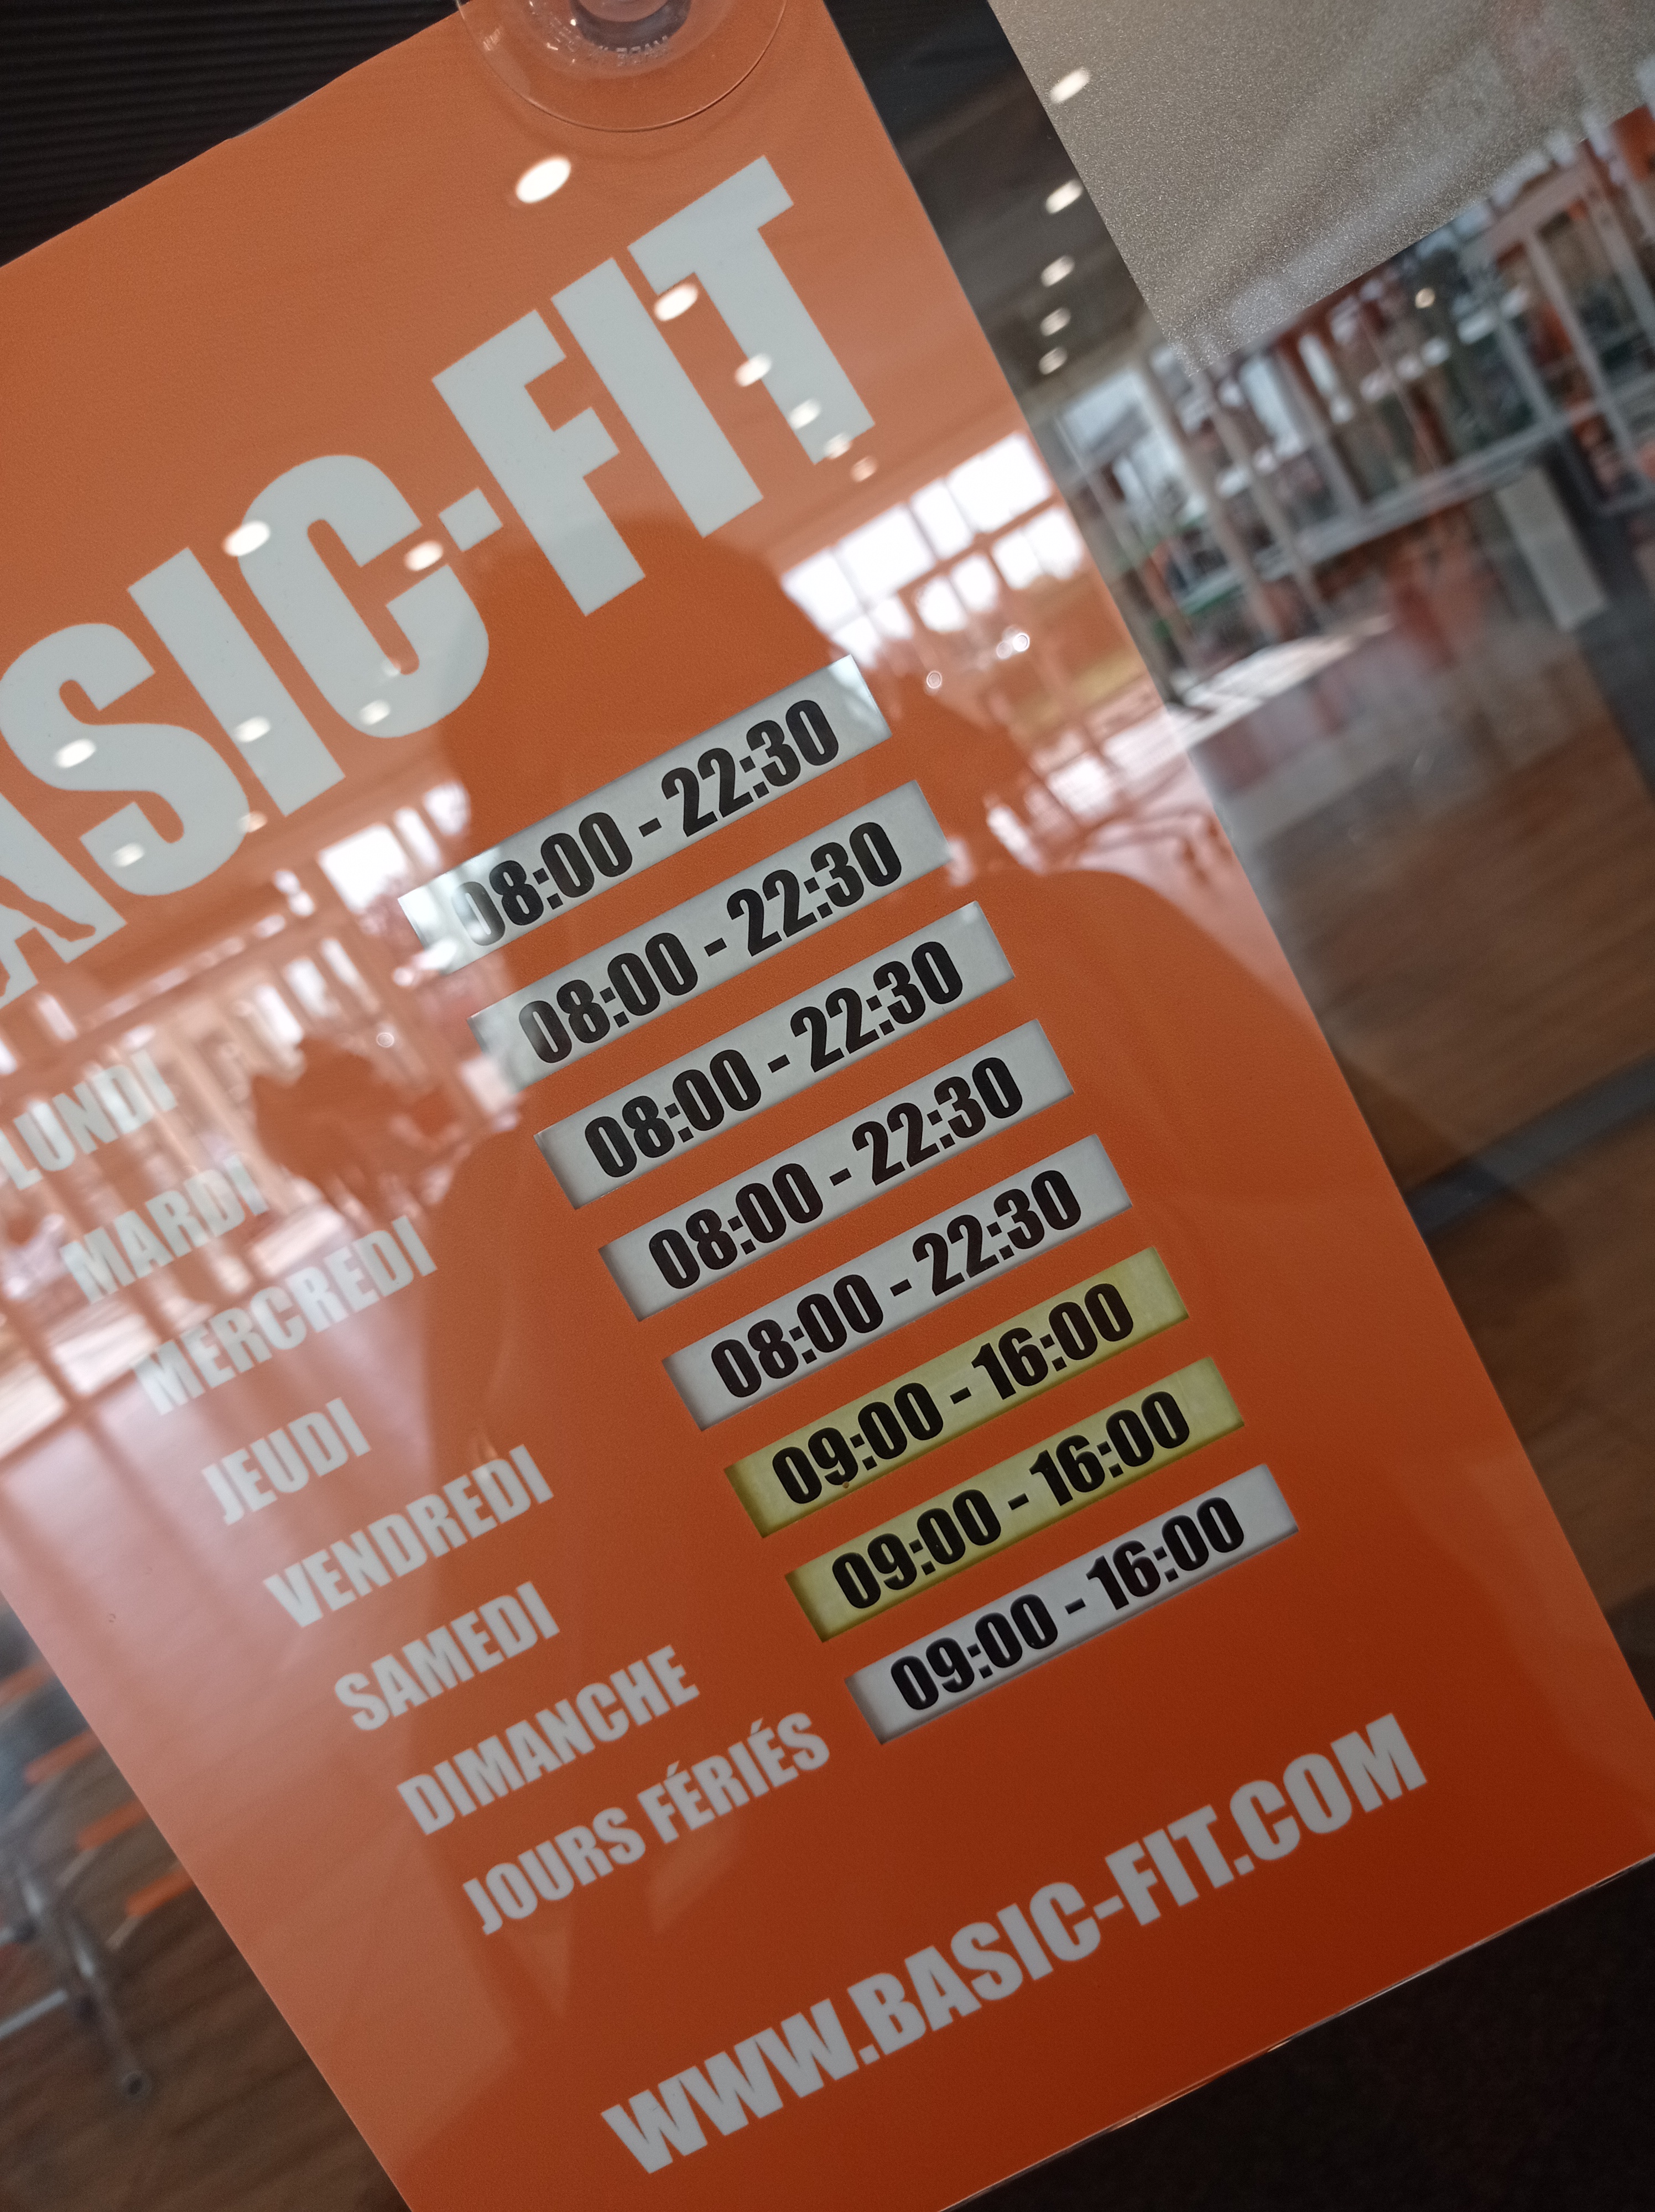 BASIC-FIT
LUNDI 08:00 - 22:30
MARDI 08:00 - 22:30
MERCREDI 08:00 - 22:30
JEUDI 08:00 - 22:30
VENDREDI 08:00 - 22:30
SAMEDI 09:00 - 16:00
DIMANCHE 09:00 - 16:00
JOURS FÉRIÉS 09:00 - 16:00
WWW.BASIC-FIT.COM